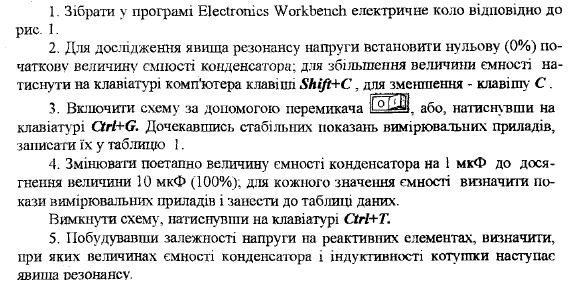 1. Зібрати у програмі Electronics Workbench електричне коло відповідно до
рис. 1.
2. Для дослідження явища резонансу напруги встановити нульову (0%) по-
чаткову величину ємності конденсатора; для збільшення величини ємності на-
тиснути на клавіатурі комп'ютера клавіші Shift+C , для зменшення - клавішу C .
3. Включити схему за допомогою перемикача [0 1], або, натиснувши на
клавіатурі Ctrl+G. Дочекавшись стабільних показань вимірювальних приладів,
записати їх у таблицю 1.
4. Змінювати поетапно величину ємності конденсатора на 1 мкФ до дося-
гнення величини 10 мкФ (100%); для кожного значення ємності визначити по-
кази вимірювальних приладів і занести до таблиці даних.
Вимкнути схему, натиснувши на клавіатурі Ctrl+T.
5. Побудувавши залежності напруги на реактивних елементах, визначити,
при яких величинах ємності конденсатора і індуктивності котушки наступає
явища резонансу.